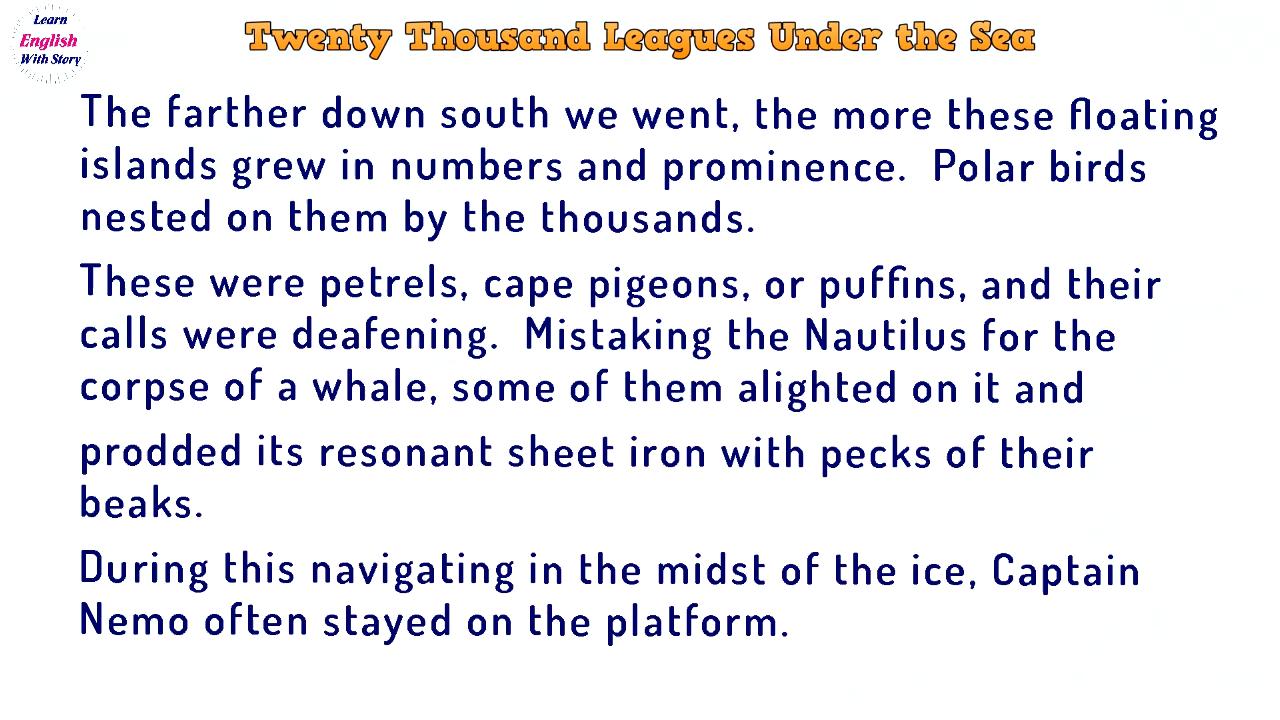 Learn
English
With Story
Twenty Thousand Leagues Under the Sea
The farther down south we went, the more these floating
islands grew in numbers and prominence. Polar birds
nested on them by the thousands.
These were petrels, cape pigeons, or puffins, and their
calls were deafening. Mistaking the Nautilus for the
corpse of a whale, some of them alighted on it and
prodded its resonant sheet iron with pecks of their
beaks.
During this navigating in the midst of the ice, Captain
Nemo often stayed on the platform.